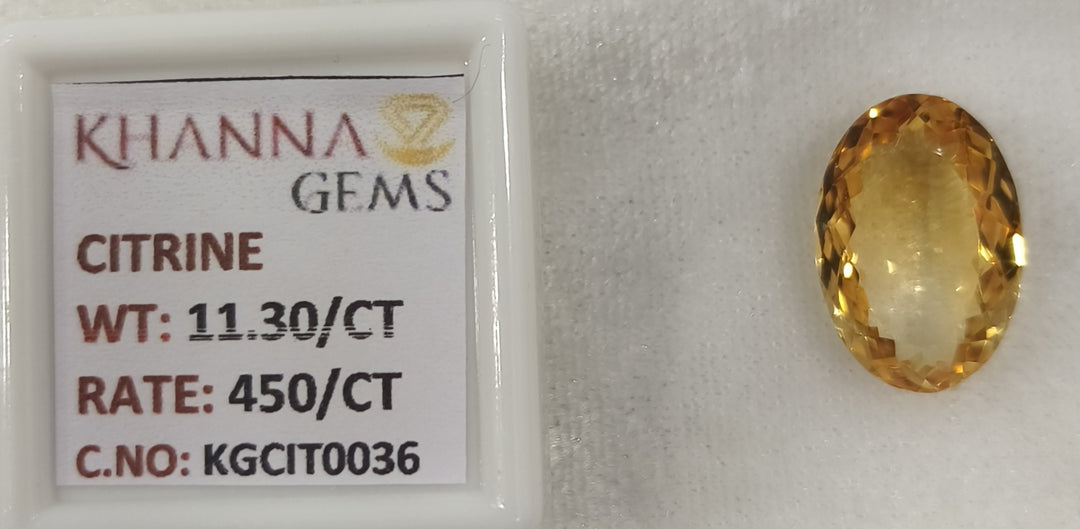 KHANNA
GEMS
CITRINE
WT: 11.30/CT
RATE: 450/CT
C.NO: KGCIT0036